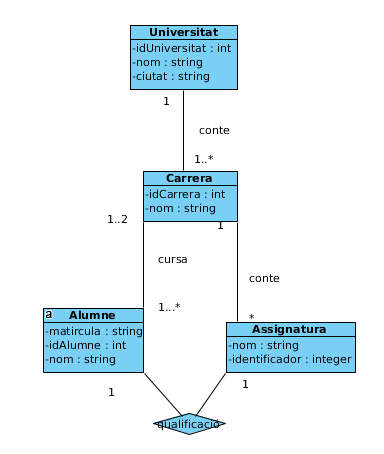 Universitat
-idUniversitat : int
-nom : string
-ciutat : string
1
conte
1..*
Carrera
-idCarrera : int
-nom : string
1..2
1
cursa
conte
1...*
*
a
Alumne
-matircula : string
-idAlumne : int
-nom : string
Assignatura
-nom : string
-identificador : integer
1
1
qualificació